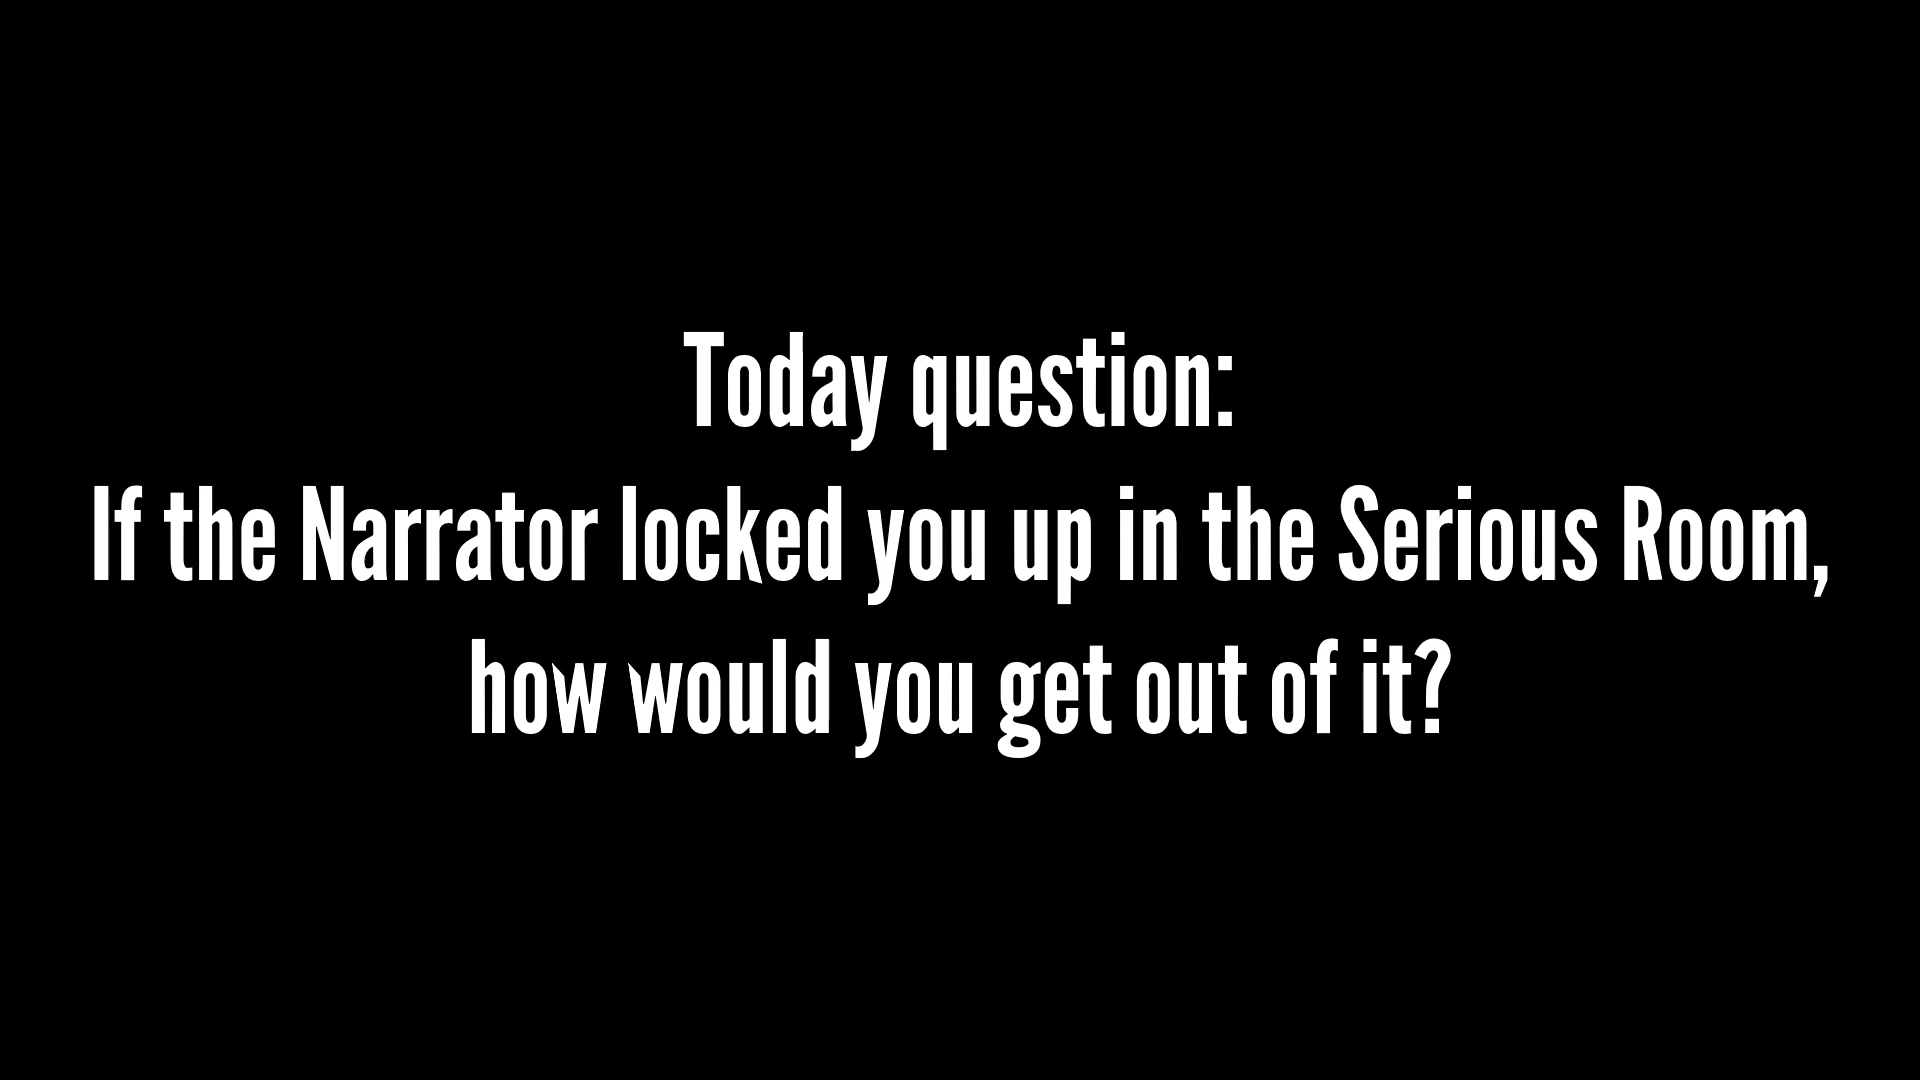 Today question:
If the Narrator locked you up in the Serious Room,
how would you get out of it?